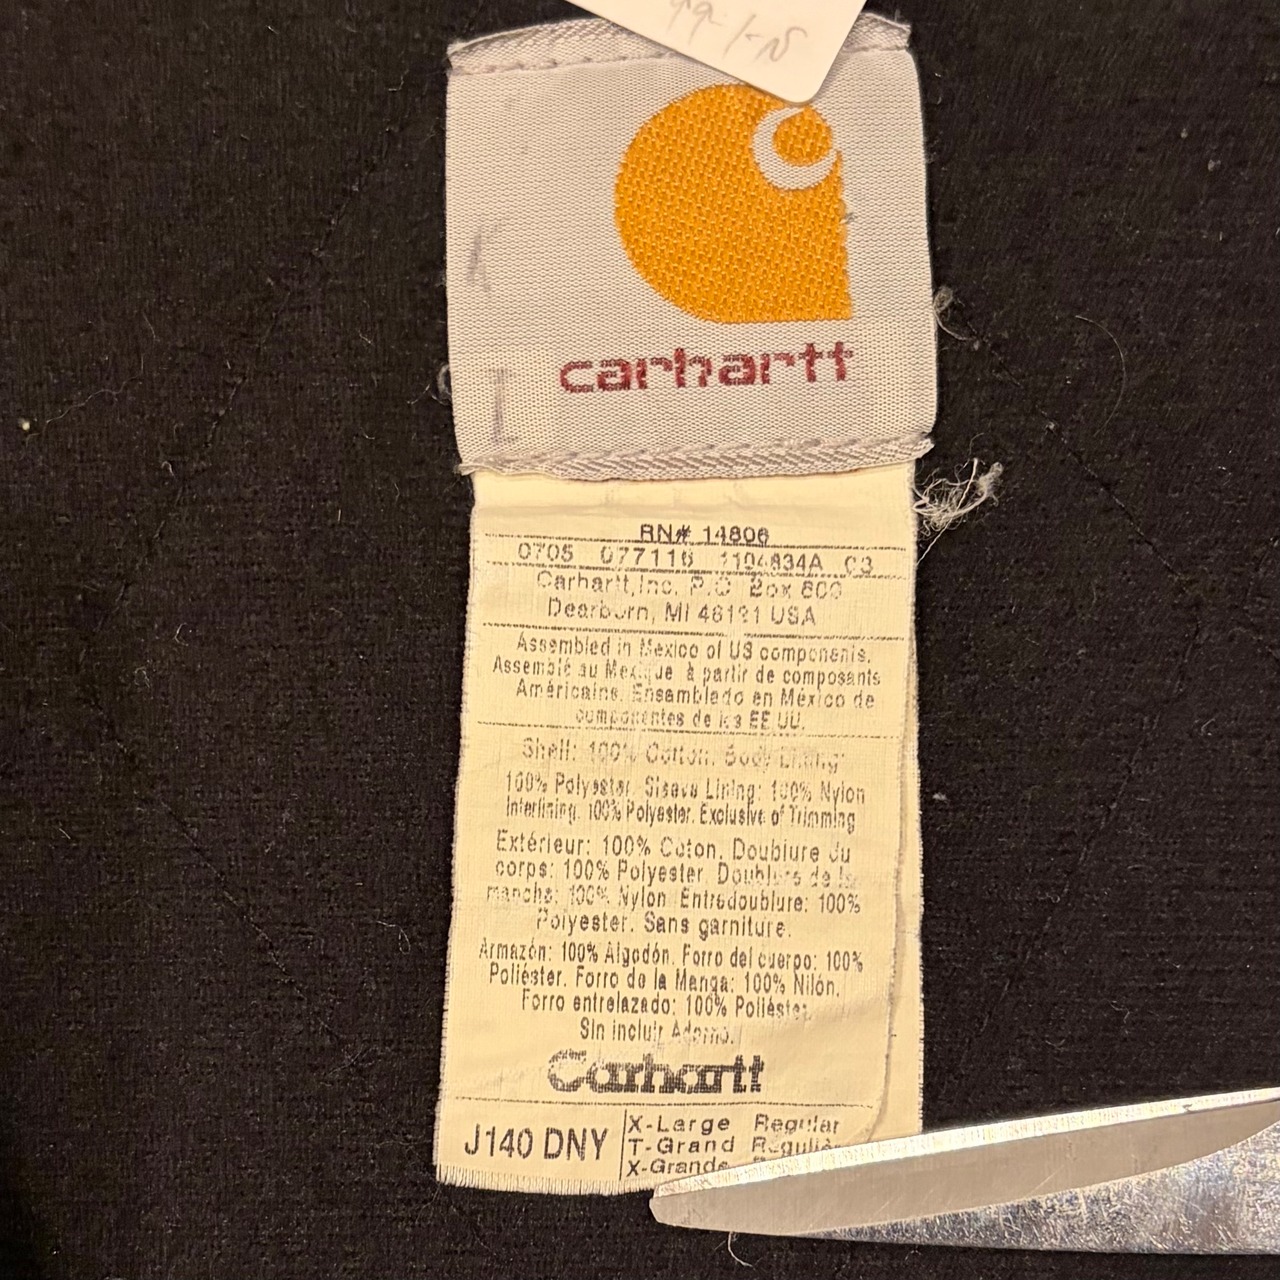 carhartt
RN# 14806
0705 077116 03
Carhartt,Inc. P.O Box 600
Dearborn, MI USA
Assembled in Mexico of US components.
Assemblé au Mexique à partir de composants
Américains. Ensamblado en México de
componentes de los EE UU.
Shell: 100% Cotton. Body Lining:
100% Polyester. Sleeve Lining: 100% Nylon
Interlining: 100% Polyester. Exclusive of Trimming
Extérieur: 100% Coton. Doublure du
corps: 100% Polyester. Doublure de la
manche: 100% Nylon Entredoublure: 100%
Polyester. Sans garniture.
Armazón: 100% Algodón. Forro del cuerpo: 100%
Poliéster. Forro de la Manga: 100% Nilón.
Forro entrelazado: 100% Poliéster.
Sin incluir Adorno.
Carhartt
J140 DNY
X-Large Regular
T-Grand
X-Grande